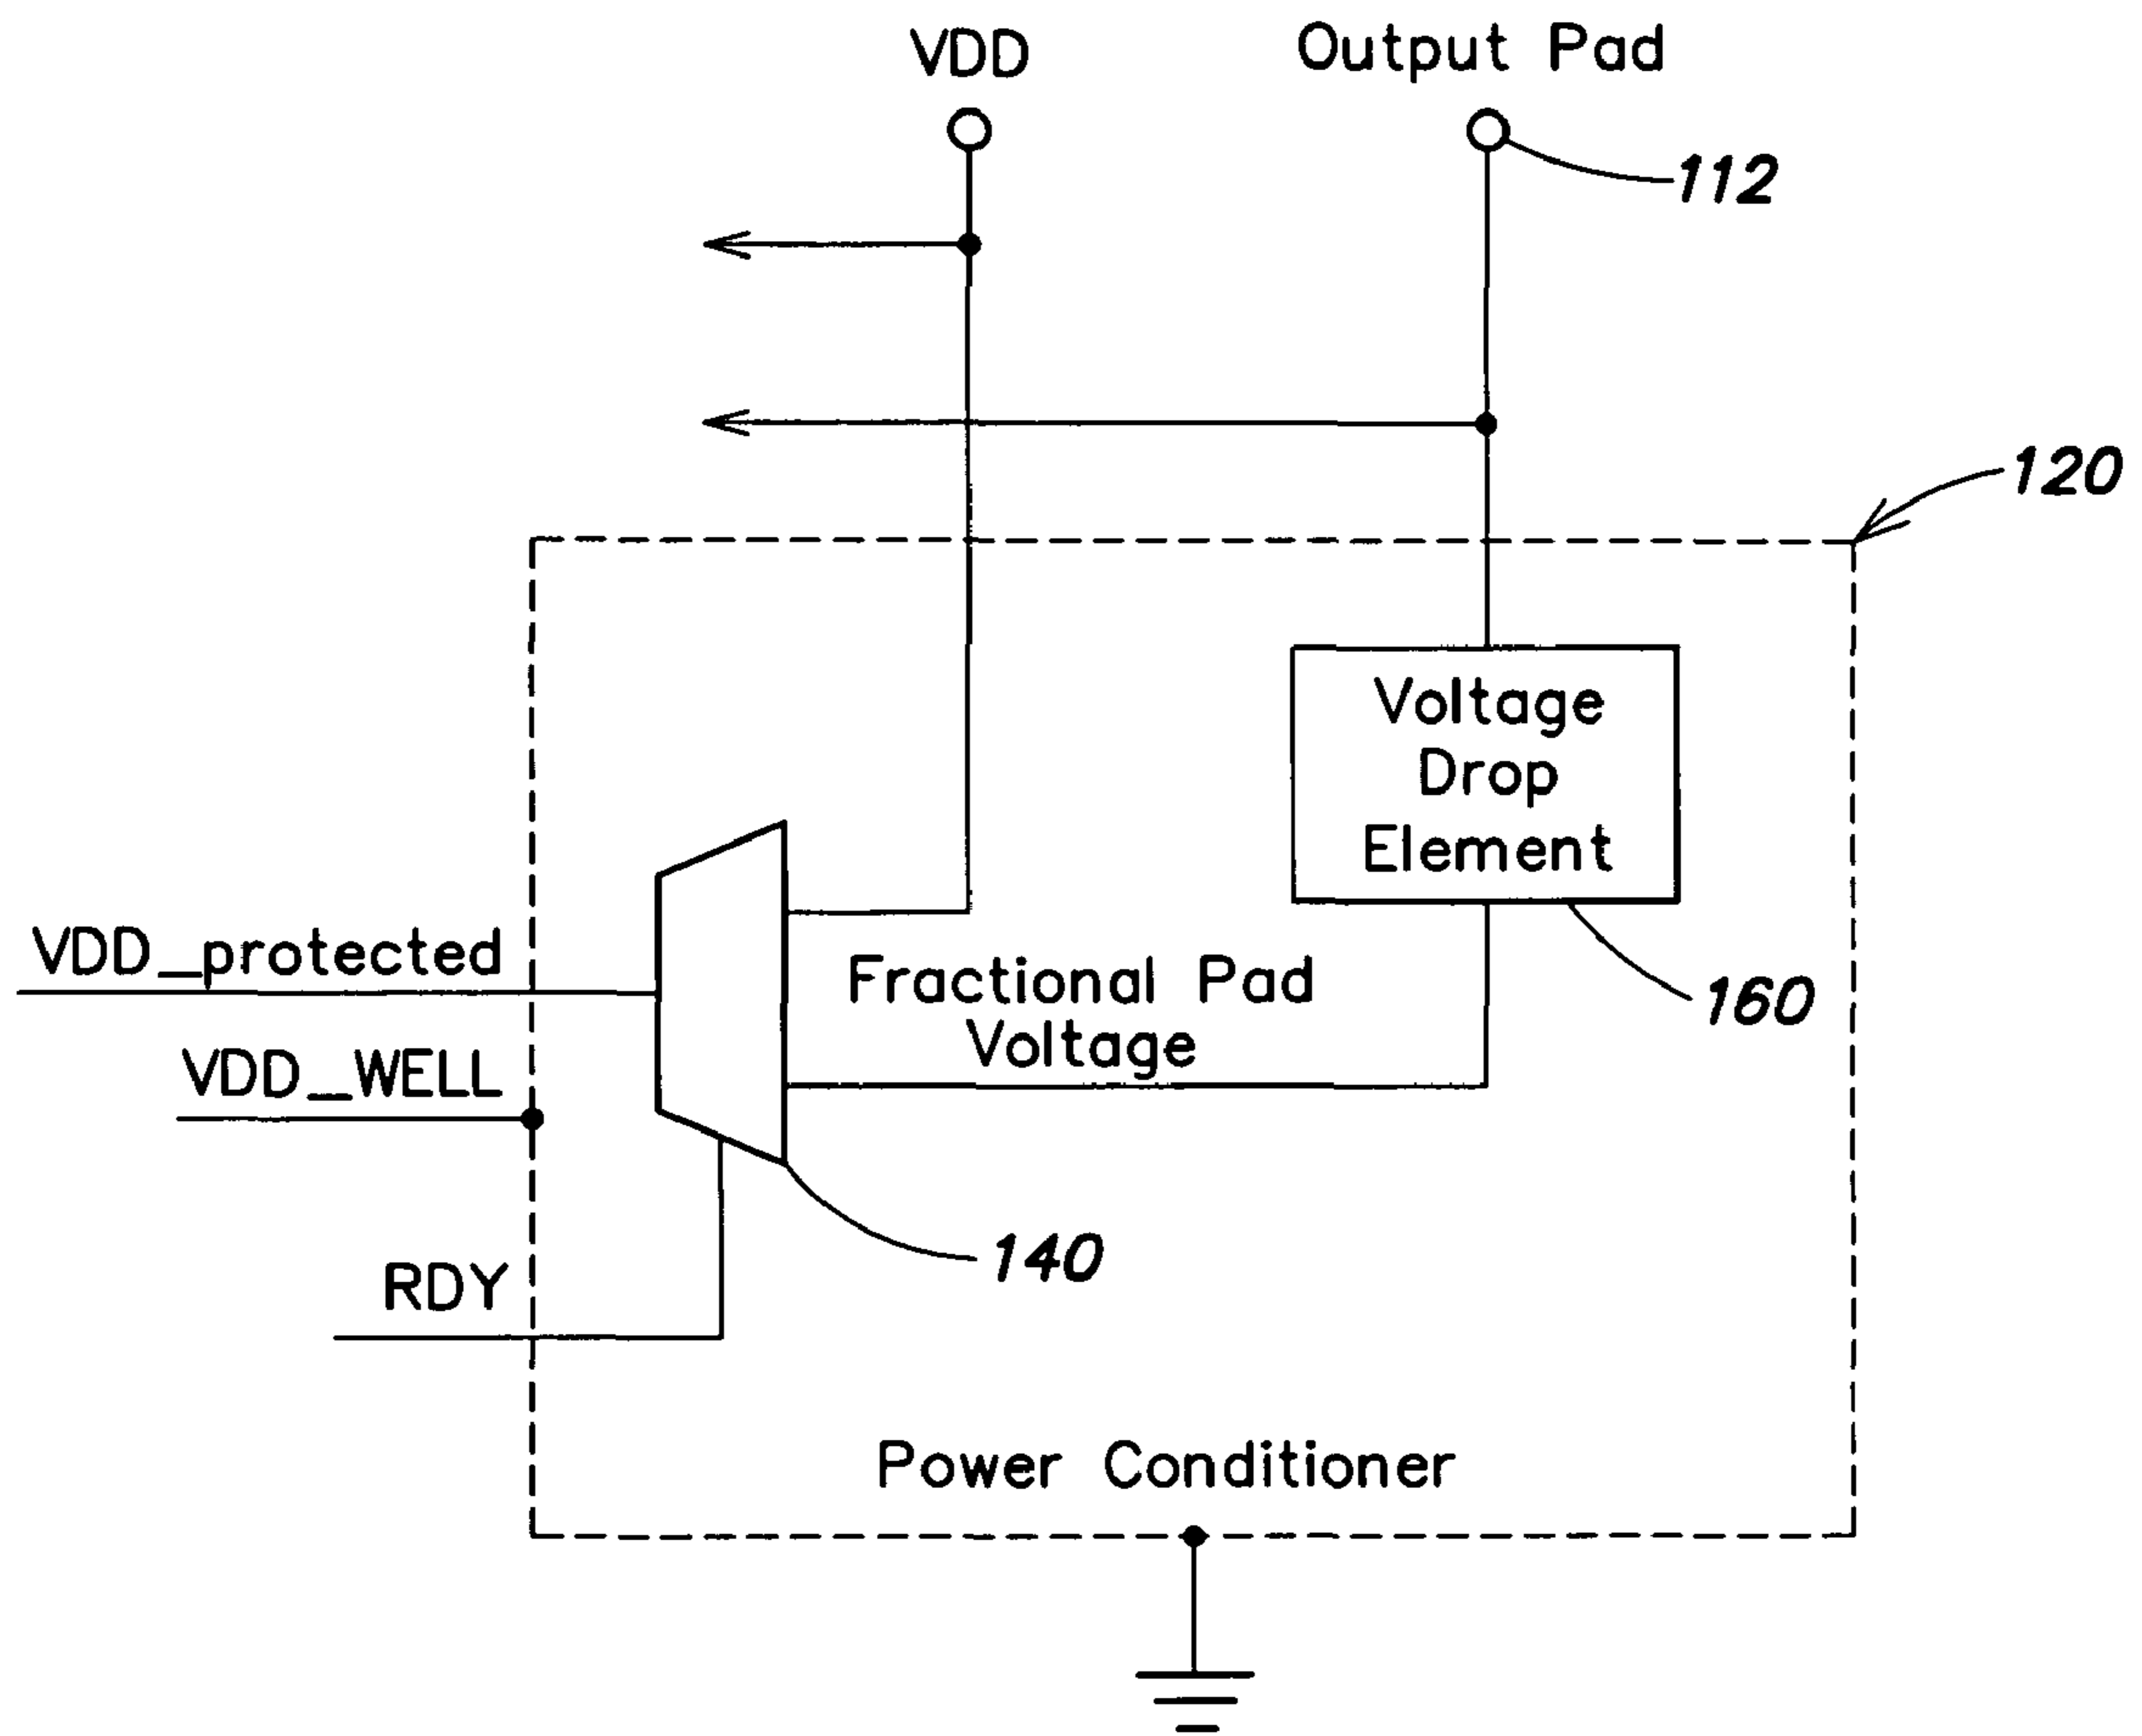 VDD
Output Pad
112
120
Voltage
Drop
Element
VDD_protected
Fractional Pad
Voltage
160
VDD_WELL
140
RDY
Power Conditioner